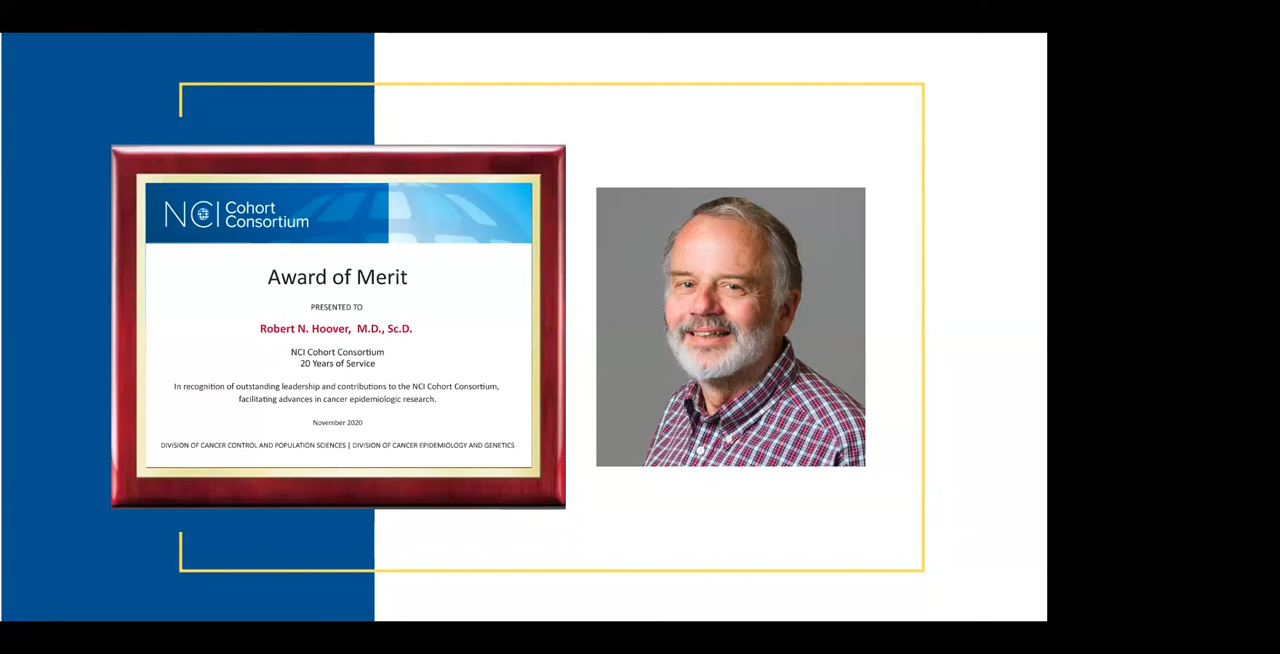 NCI Cohort
Consortium
Award of Merit
PRESENTED TO
Robert N. Hoover, M.D., Sc.D.
NCI Cohort Consortium
20 Years of Service
In recognition of outstanding leadership and contributions to the NCI Cohort Consortium,
facilitating advances in cancer epidemiologic research.
November 2020
DIVISION OF CANCER CONTROL AND POPULATION SCIENCES | DIVISION OF CANCER EPIDEMIOLOGY AND GENETICS